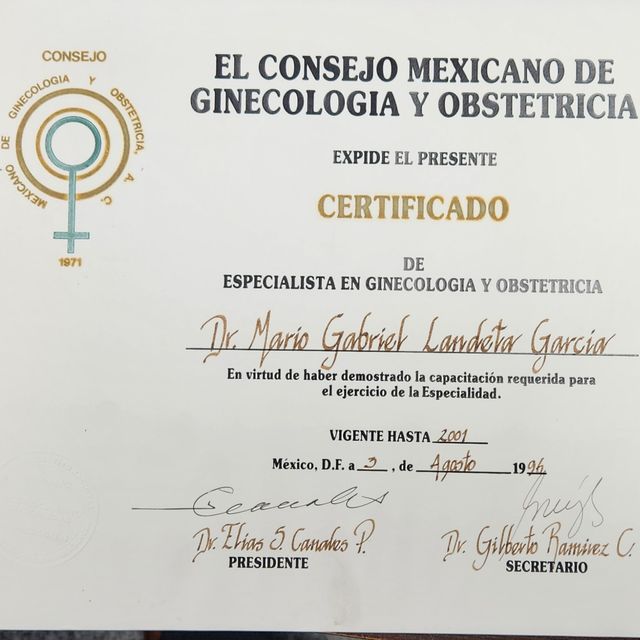 CONSEJO
MEXICANO DE GINECOLOGIA Y OBSTETRICIA, A. C.
1971
EL CONSEJO MEXICANO DE
GINECOLOGIA Y OBSTETRICIA
EXPIDE EL PRESENTE
CERTIFICADO
DE
ESPECIALISTA EN GINECOLOGIA Y OBSTETRICIA
Dr. Mario Gabriel Landeta García
En virtud de haber demostrado la capacitación requerida para
el ejercicio de la Especialidad.
VIGENTE HASTA 2001
México, D.F. a 3 , de Agosto 1996
Dr. Elias S. Canales P. Dr. Gilberto Ramirez C.
PRESIDENTE SECRETARIO